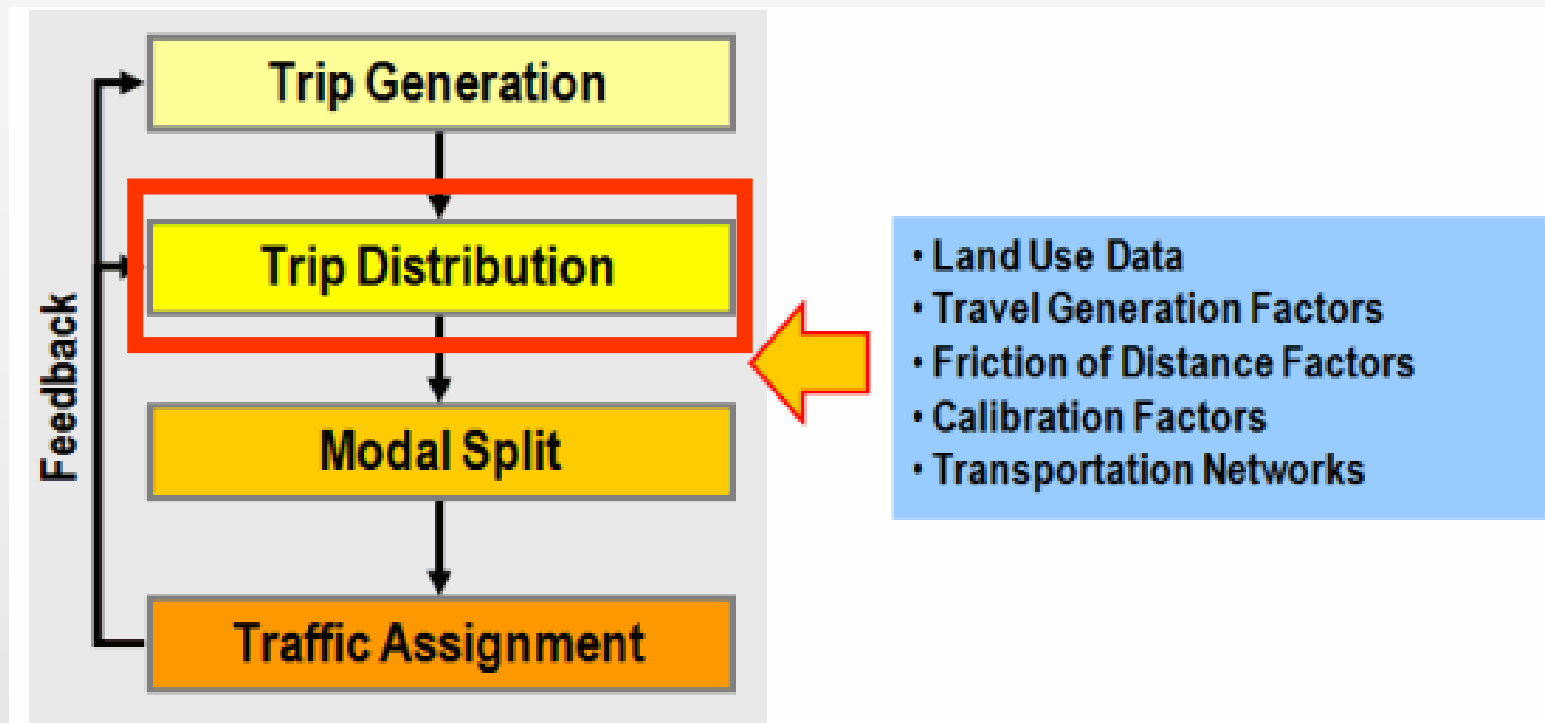 Trip Generation
Trip Distribution
Modal Split
Traffic Assignment
Feedback
• Land Use Data
• Travel Generation Factors
• Friction of Distance Factors
• Calibration Factors
• Transportation Networks